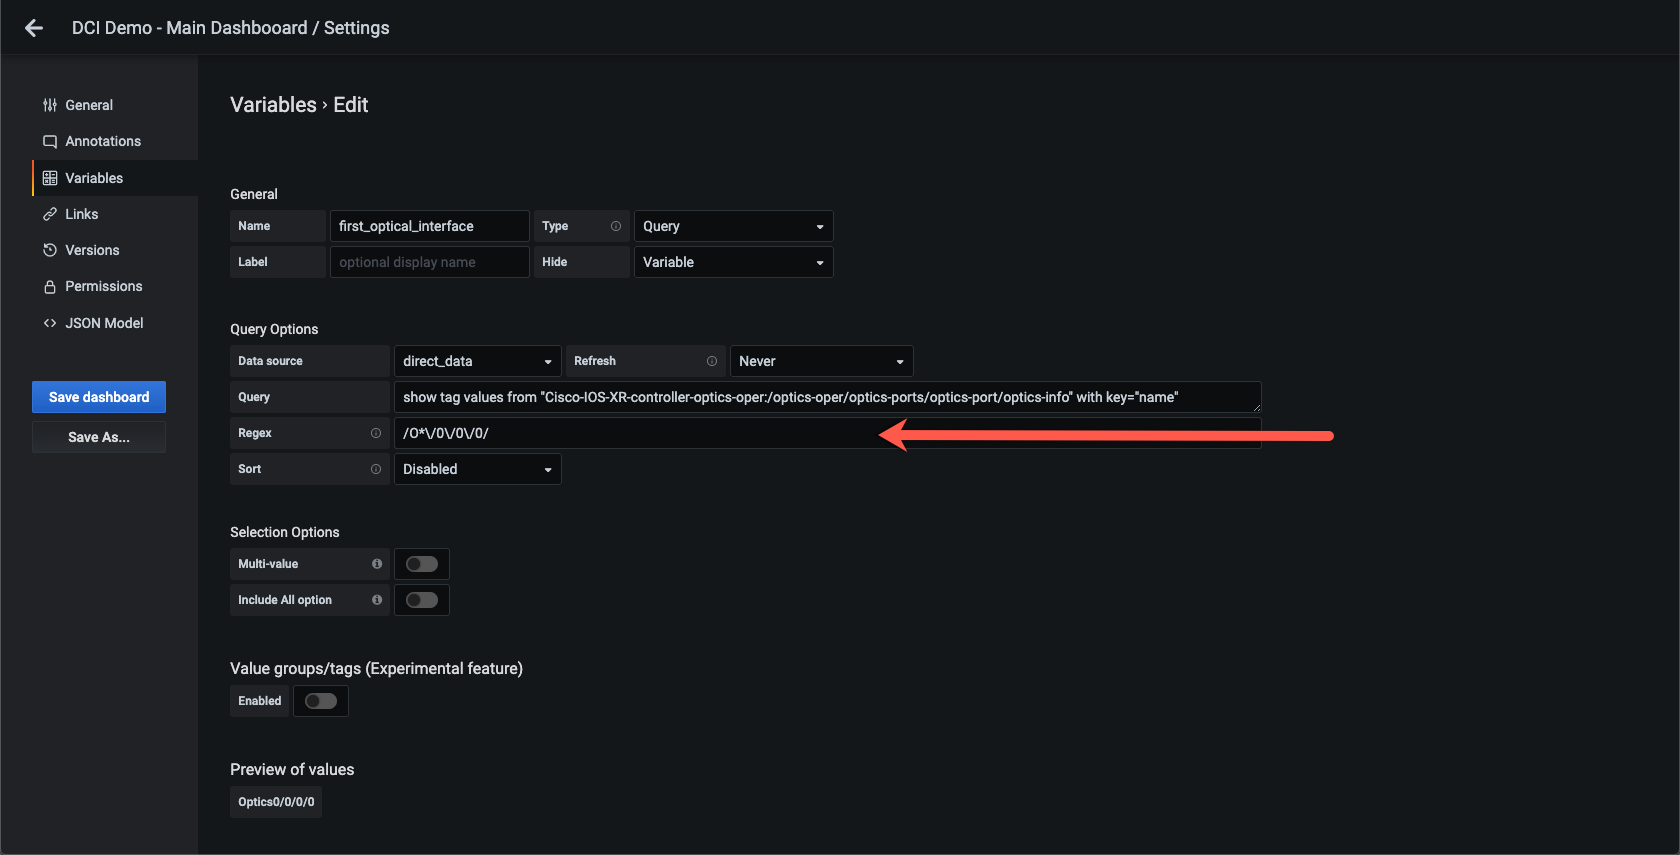 DCI Demo - Main Dashbooard / Settings
General
Annotations
Variables
Links
Versions
Permissions
JSON Model
Save dashboard
Save As...
Variables › Edit
General
Name first_optical_interface Type Query
Label optional display name Hide Variable
Query Options
Data source direct_data Refresh Never
Query show tag values from "Cisco-IOS-XR-controller-optics-oper:/optics-oper/optics-ports/optics-port/optics-info" with key="name"
Regex /O*\/0\/0\/0/
Sort Disabled
Selection Options
Multi-value
Include All option
Value groups/tags (Experimental feature)
Enabled
Preview of values
Optics0/0/0/0